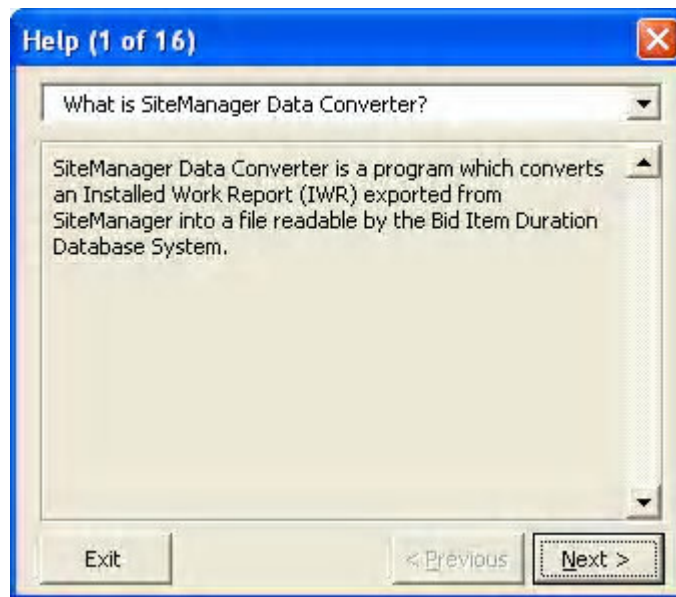 Help (1 of 16)
What is SiteManager Data Converter?
SiteManager Data Converter is a program which converts
an Installed Work Report (IWR) exported from
SiteManager into a file readable by the Bid Item Duration
Database System.
Exit
< Previous
Next >